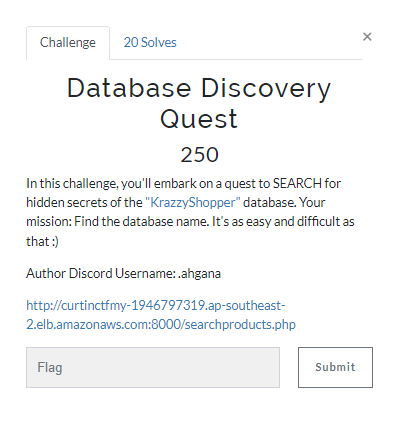 Challenge
20 Solves
×
Database Discovery
Quest
250
In this challenge, you'll embark on a quest to SEARCH for
hidden secrets of the "KrazzyShopper" database. Your
mission: Find the database name. It's as easy and difficult as
that :)
Author Discord Username: .ahgana
http://curtinctfmy-1946797319.ap-southeast-
2.elb.amazonaws.com:8000/searchproducts.php
Flag
Submit